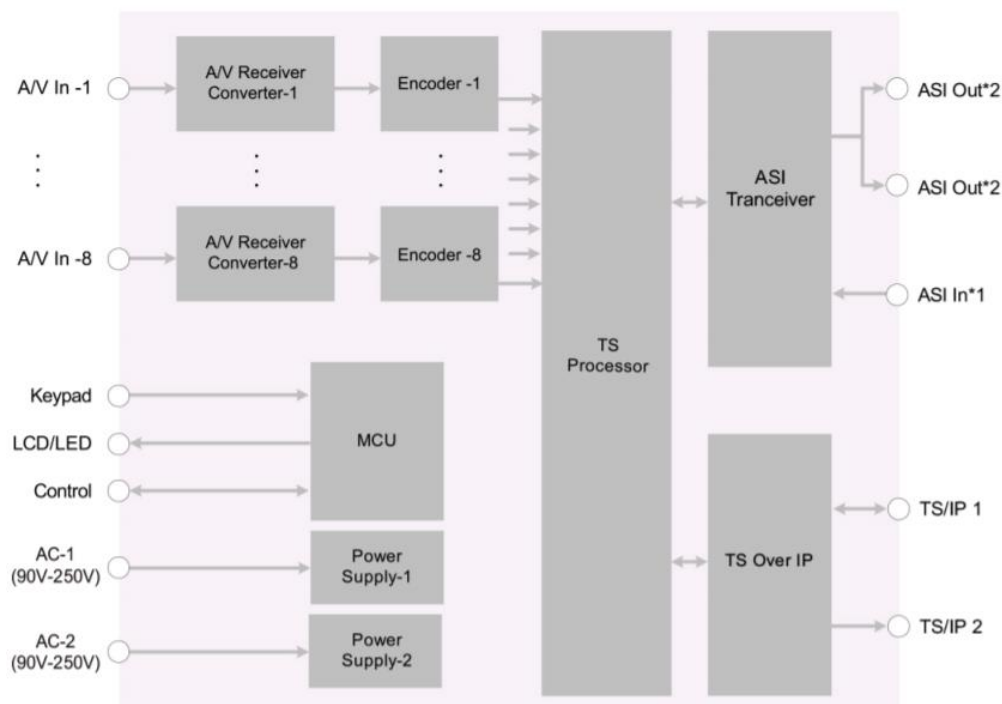 A/V In -1
A/V Receiver
Converter-1
Encoder -1
A/V In -8
A/V Receiver
Converter-8
Encoder -8
TS
Processor
ASI
Tranceiver
ASI Out*2
ASI Out*2
ASI In*1
Keypad
LCD/LED
Control
MCU
AC-1
(90V-250V)
Power
Supply-1
AC-2
(90V-250V)
Power
Supply-2
TS Over IP
TS/IP 1
TS/IP 2